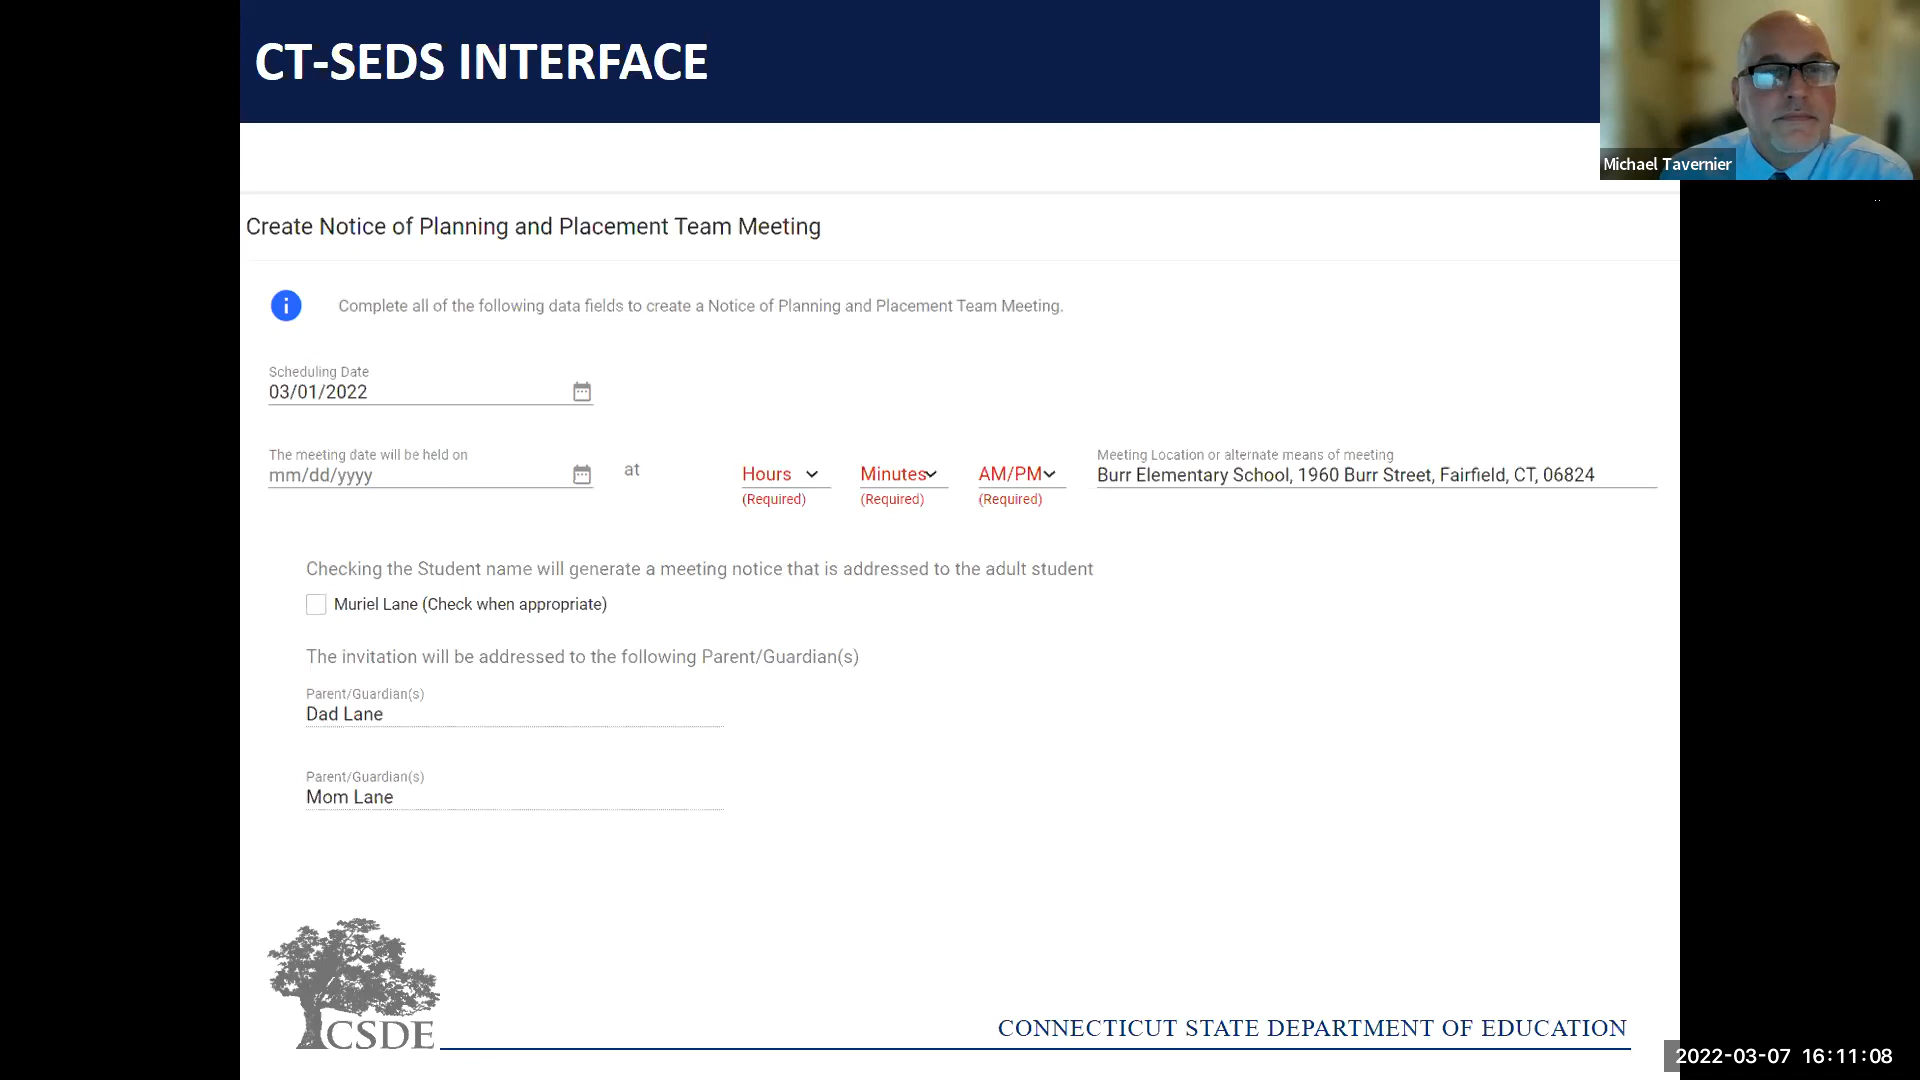 CT-SEDS INTERFACE
Michael Tavernier
Create Notice of Planning and Placement Team Meeting
Complete all of the following data fields to create a Notice of Planning and Placement Team Meeting.
Scheduling Date
03/01/2022
The meeting date will be held on
mm/dd/yyyy
at
Hours
(Required)
Minutes
(Required)
AM/PM
(Required)
Meeting Location or alternate means of meeting
Burr Elementary School, 1960 Burr Street, Fairfield, CT, 06824
Checking the Student name will generate a meeting notice that is addressed to the adult student
Muriel Lane (Check when appropriate)
The invitation will be addressed to the following Parent/Guardian(s)
Parent/Guardian(s)
Dad Lane
Parent/Guardian(s)
Mom Lane
CSDE
CONNECTICUT STATE DEPARTMENT OF EDUCATION
2022-03-07 16:11:08